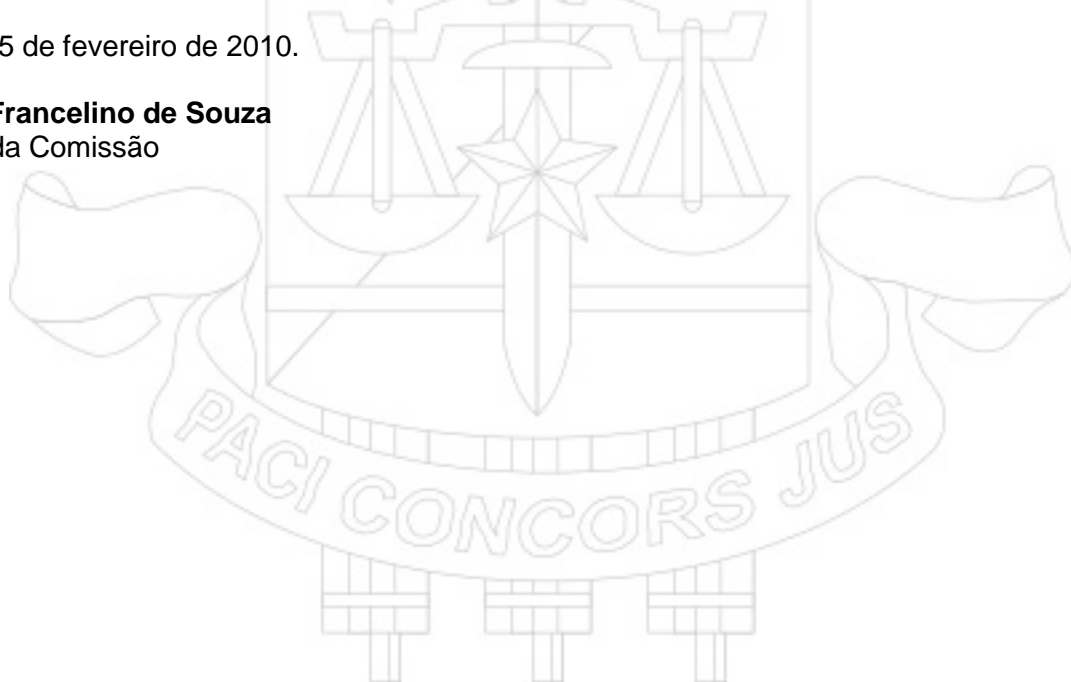 5 de fevereiro de 2010.
Francelino de Souza
da Comissão
PACI CONCORS JUS